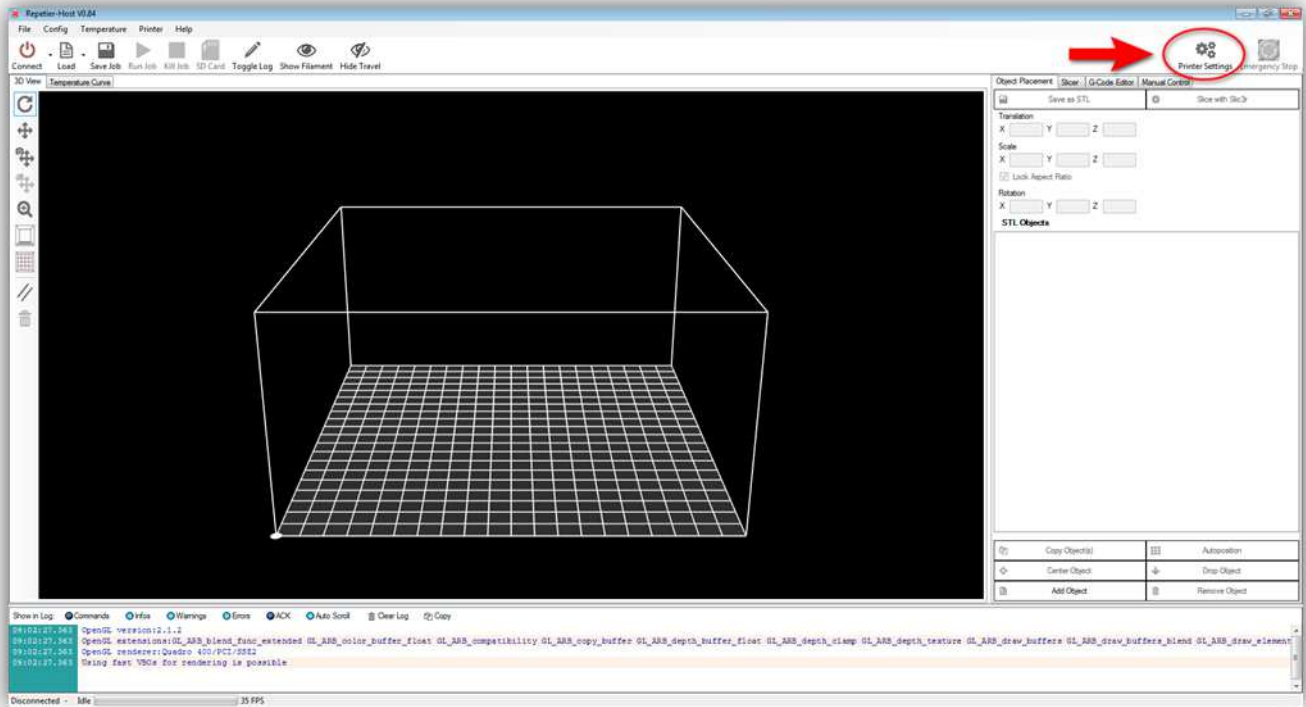 Repetier-Host V0.84
File Config Temperature Printer Help
Connect Load Save Job Run Job Kill Job SD Card Toggle Log Show Filament Hide Travel Printer Settings Emergency Stop
3D View Temperature Curve Object Placement Slicer G-Code Editor Manual Control
Save as STL Slice with Slic3r
Translation
X Y Z
Scale
X Y Z
Lock Aspect Ratio
Rotation
X Y Z
STL Objects
Copy Object(s) Autoposition
Center Object Drop Object
Add Object Remove Object
Show in Log: Commands Infos Warnings Errors ACK Auto Scroll Clear Log Copy
09:02:27.363 OpenGL version:2.1.2
09:02:27.363 OpenGL extensions:GL_ARB_blend_func_extended GL_ARB_color_buffer_float GL_ARB_compatibility GL_ARB_copy_buffer GL_ARB_depth_buffer_float GL_ARB_depth_clamp GL_ARB_depth_texture GL_ARB_draw_buffers GL_ARB_draw_buffers_blend GL_ARB_draw_element
09:02:27.363 OpenGL renderer:Quadro 400/PCI/SSE2
09:02:27.363 Using fast VBOs for rendering is possible
Disconnected - Idle 35 FPS